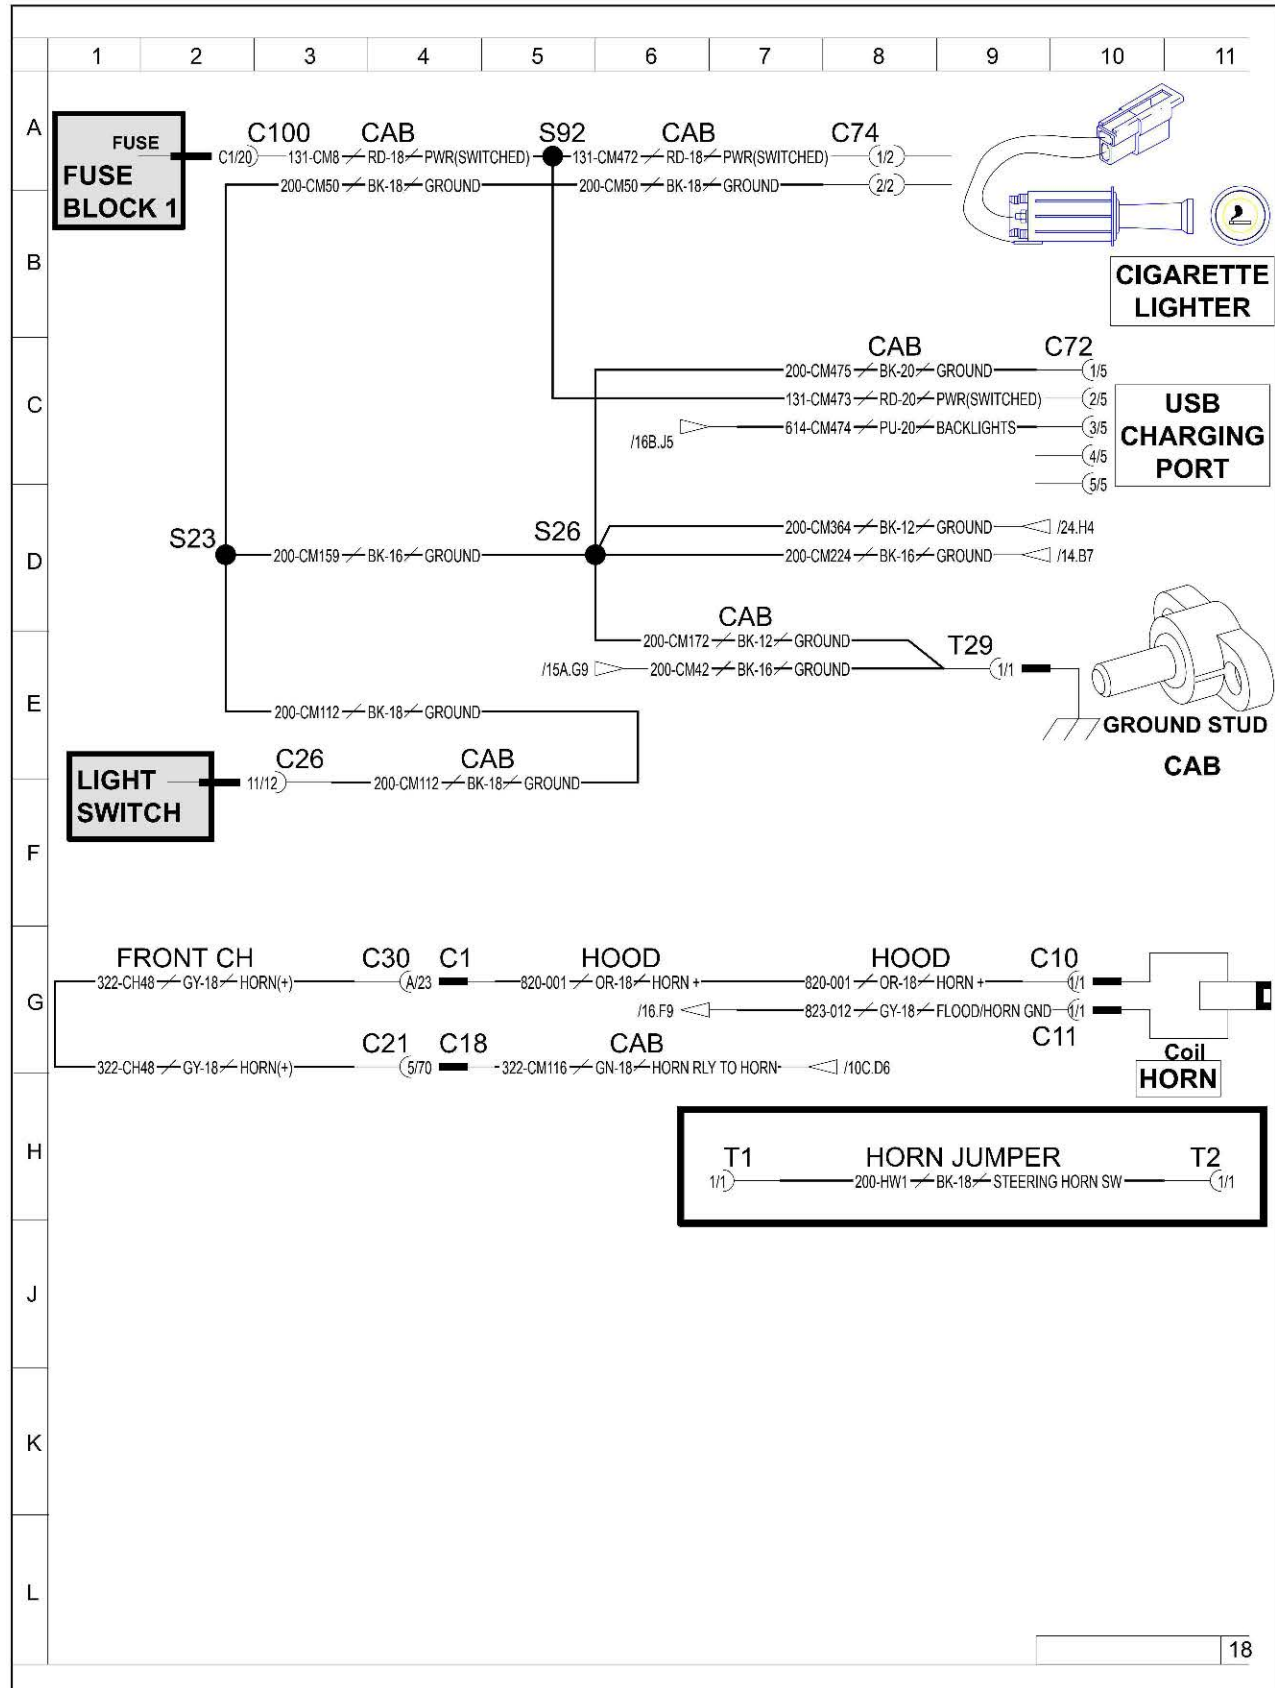 1 2 3 4 5 6 7 8 9 10 11
A
FUSE
FUSE
BLOCK 1
C100 CAB S92 CAB C74
C1/20 131-CM8 RD-18 PWR(SWITCHED) 131-CM472 RD-18 PWR(SWITCHED) 1/2
200-CM50 BK-18 GROUND 200-CM50 BK-18 GROUND 2/2
B
CIGARETTE
LIGHTER
CAB C72
200-CM475 BK-20 GROUND 1/5
C
131-CM473 RD-20 PWR(SWITCHED) 2/5
/16B.J5 614-CM474 PU-20 BACKLIGHTS 3/5
4/5
5/5
USB
CHARGING
PORT
D
S23 S26
200-CM364 BK-12 GROUND /24.H4
200-CM159 BK-16 GROUND 200-CM224 BK-16 GROUND /14.B7
CAB
200-CM172 BK-12 GROUND T29
/15A.G9 200-CM42 BK-16 GROUND 1/1
E
200-CM112 BK-18 GROUND
GROUND STUD
CAB
LIGHT
SWITCH
C26 CAB
11/12 200-CM112 BK-18 GROUND
F
FRONT CH C30 C1 HOOD HOOD C10
322-CH48 GY-18 HORN(+) A/23 820-001 OR-18 HORN + 820-001 OR-18 HORN + 1/1
G
/16.F9 823-012 GY-18 FLOOD/HORN GND 1/1
C21 C18 CAB C11
322-CH48 GY-18 HORN(+) 5/70 322-CM116 GN-18 HORN RLY TO HORN /10C.D6
Coil
HORN
H
T1 HORN JUMPER T2
1/1 200-HW1 BK-18 STEERING HORN SW 1/1
J
K
L
18